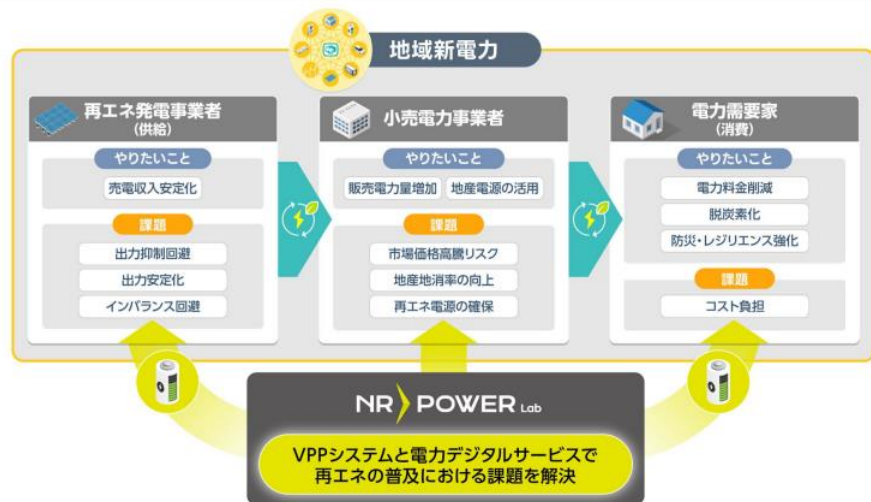 地域新電力
再エネ発電事業者
(供給)
やりたいこと
売電収入安定化
課題
出力抑制回避
出力安定化
インバランス回避
小売電力事業者
やりたいこと
販売電力量増加 地産電源の活用
課題
市場価格高騰リスク
地産地消率の向上
再エネ電源の確保
電力需要家
(消費)
やりたいこと
電力料金削減
脱炭素化
防災・レジリエンス強化
課題
コスト負担
NR POWER Lab
VPPシステムと電力デジタルサービスで
再エネの普及における課題を解決